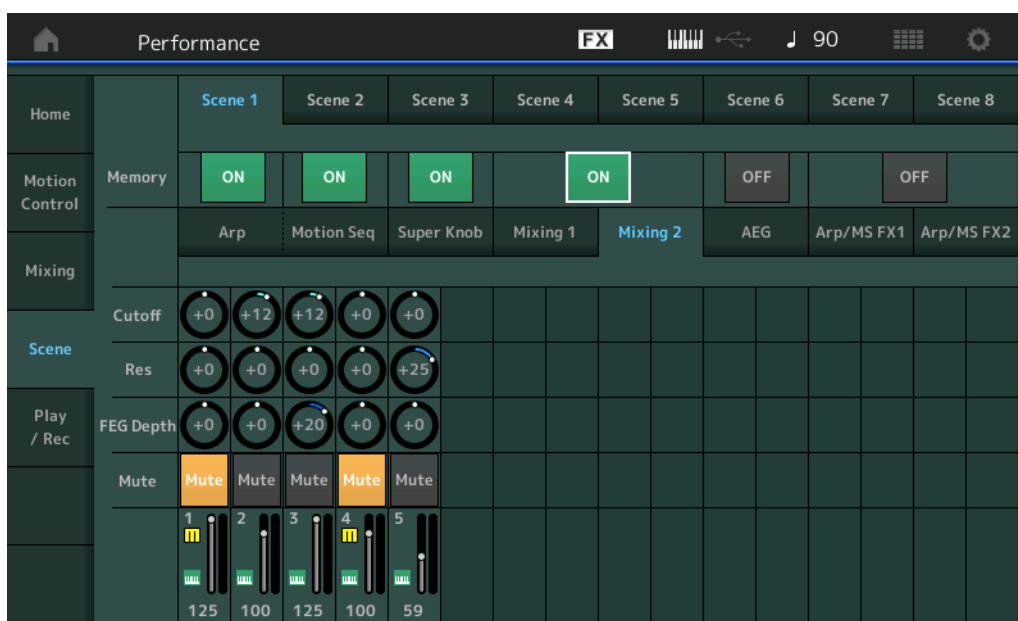 Performance FX 90
Home Scene 1 Scene 2 Scene 3 Scene 4 Scene 5 Scene 6 Scene 7 Scene 8
Motion Control Memory ON ON ON ON OFF OFF
Arp Motion Seq Super Knob Mixing 1 Mixing 2 AEG Arp/MS FX1 Arp/MS FX2
Mixing
Cutoff +0 +12 +12 +0 +0
Scene
Res +0 +0 +0 +0 +25
Play / Rec
FEG Depth +0 +0 +20 +0 +0
Mute Mute Mute Mute Mute Mute
1 2 3 4 5
125 100 125 100 59